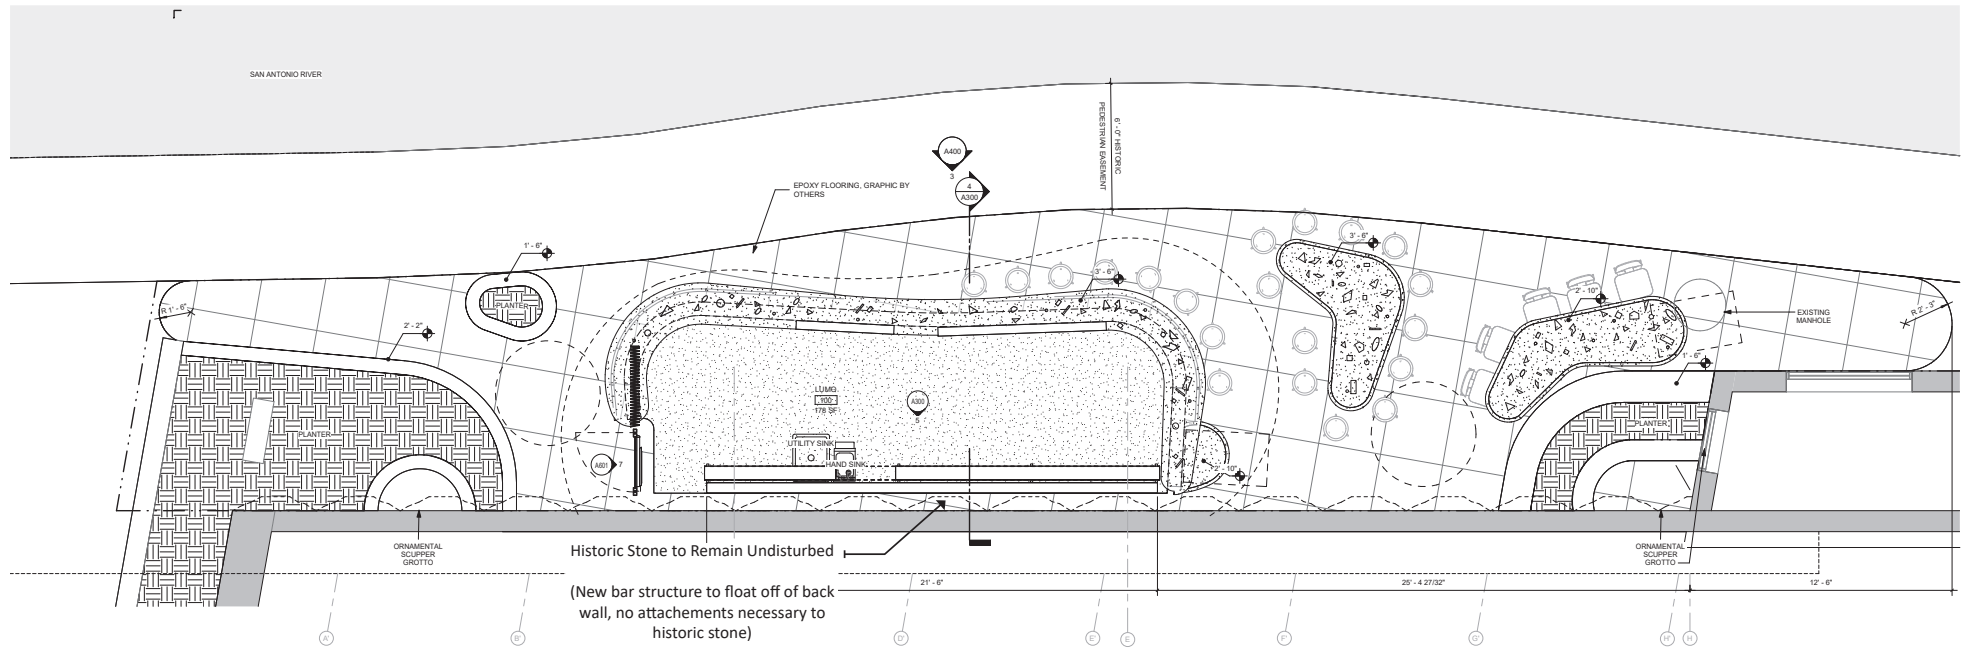 SAN ANTONIO RIVER
6' - 0" HISTORIC
PEDESTRIAN EASEMENT
A400
3
4
A300
EPOXY FLOORING, GRAPHIC BY
OTHERS
1' - 6"
3' - 6"
3' - 6"
2' - 10"
PLANTER
R 1' - 6"
2' - 2"
EXISTING
MANHOLE
R 2' - 3"
1' - 6"
LUMG
100
178 SF
A300
5
PLANTER
PLANTER
UTILITY SINK
HAND SINK
A601
7
2' - 10"
ORNAMENTAL
SCUPPER
GROTTO
Historic Stone to Remain Undisturbed
ORNAMENTAL
SCUPPER
GROTTO
(New bar structure to float off of back
wall, no attachements necessary to
historic stone)
21' - 6"
25' - 4 27/32"
12' - 6"
A'
B'
D'
E'
E
F'
G'
H'
H